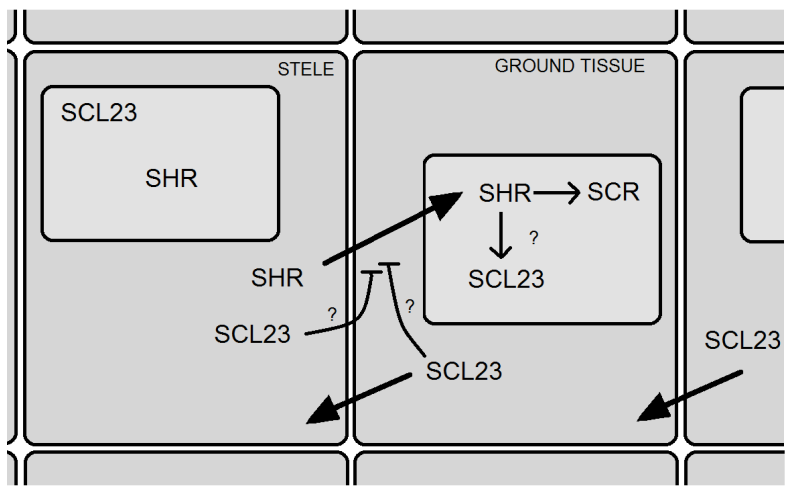 STELE
GROUND TISSUE
SCL23
SHR
SHR SCR
?
SCL23
SHR
? ?
SCL23
SCL23
SCL23